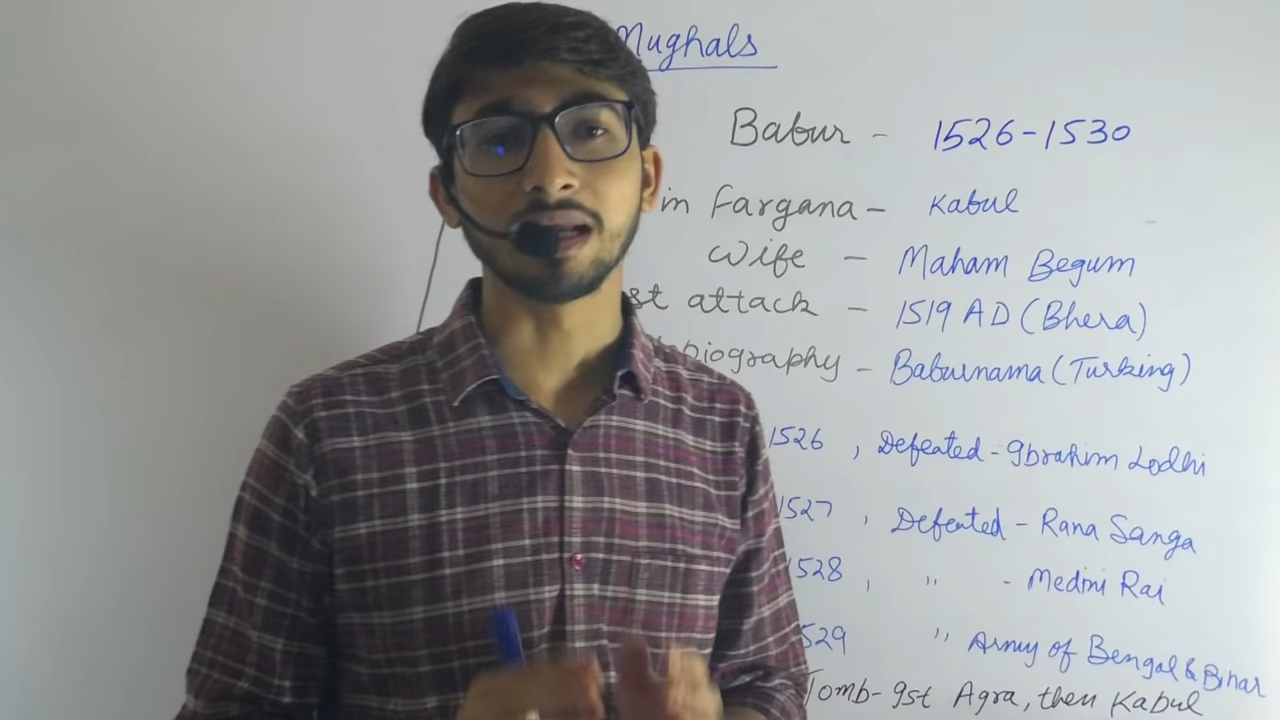 Mughals
Babur - 1526-1530
in Fargana - Kabul
Wife - Maham Begum
st attack - 1519 AD (Bhera)
biography - Baburnama (Turking)
1526, Defeated - Ibrahim Lodhi
1527, Defeated - Rana Sanga
1528, " - Medini Rai
529 " Army of Bengal & Bihar
Tomb - Ist Agra, then Kabul